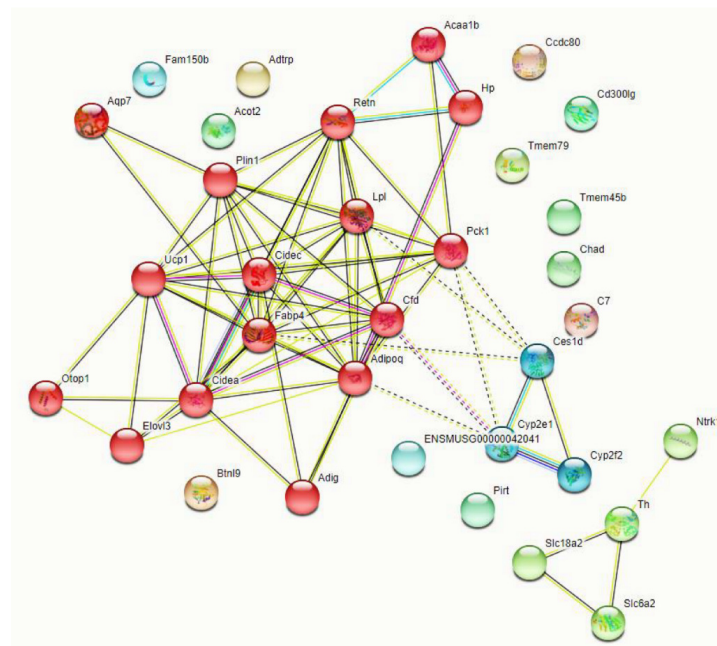 Acaa1b
Ccdc80
Fam150b
Adtrp
Aqp7
Hp
Cd300lg
Retn
Acot2
Tmem79
Plin1
Lpl
Tmem45b
Pck1
Ucp1
Cidec
Chad
Cfd
Fabp4
C7
Ces1d
Adipoq
Otop1
Cidea
Elovl3
Cyp2e1
Ntrk
ENSMUSG00000042041
Cyp2f2
Btnl9
Adig
Pirt
Th
Slc18a2
Slc6a2